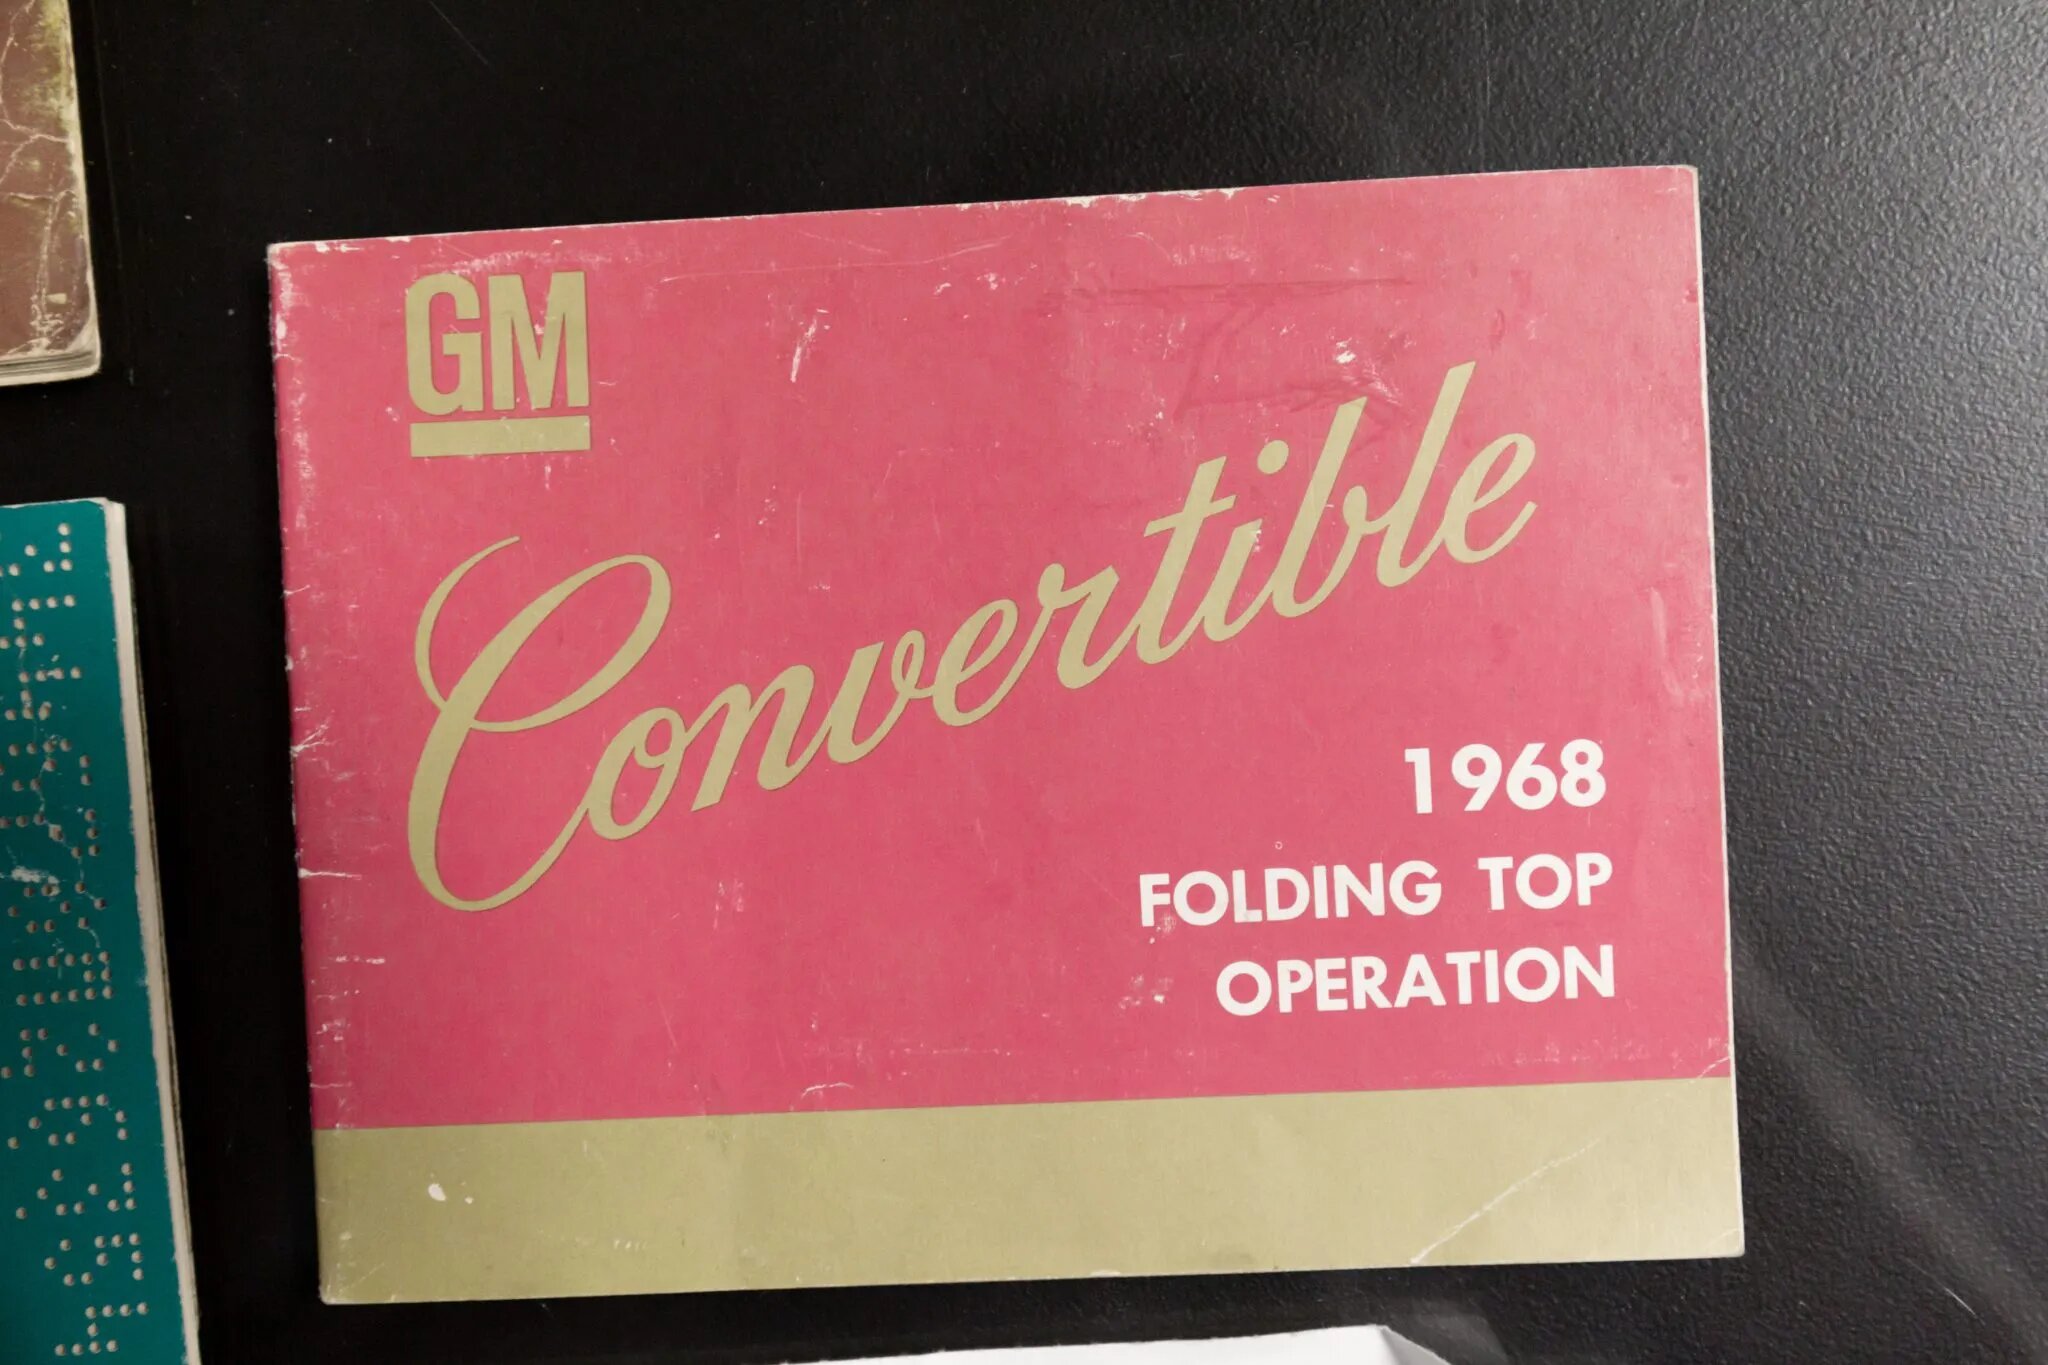 GM
Convertible
1968
FOLDING TOP
OPERATION